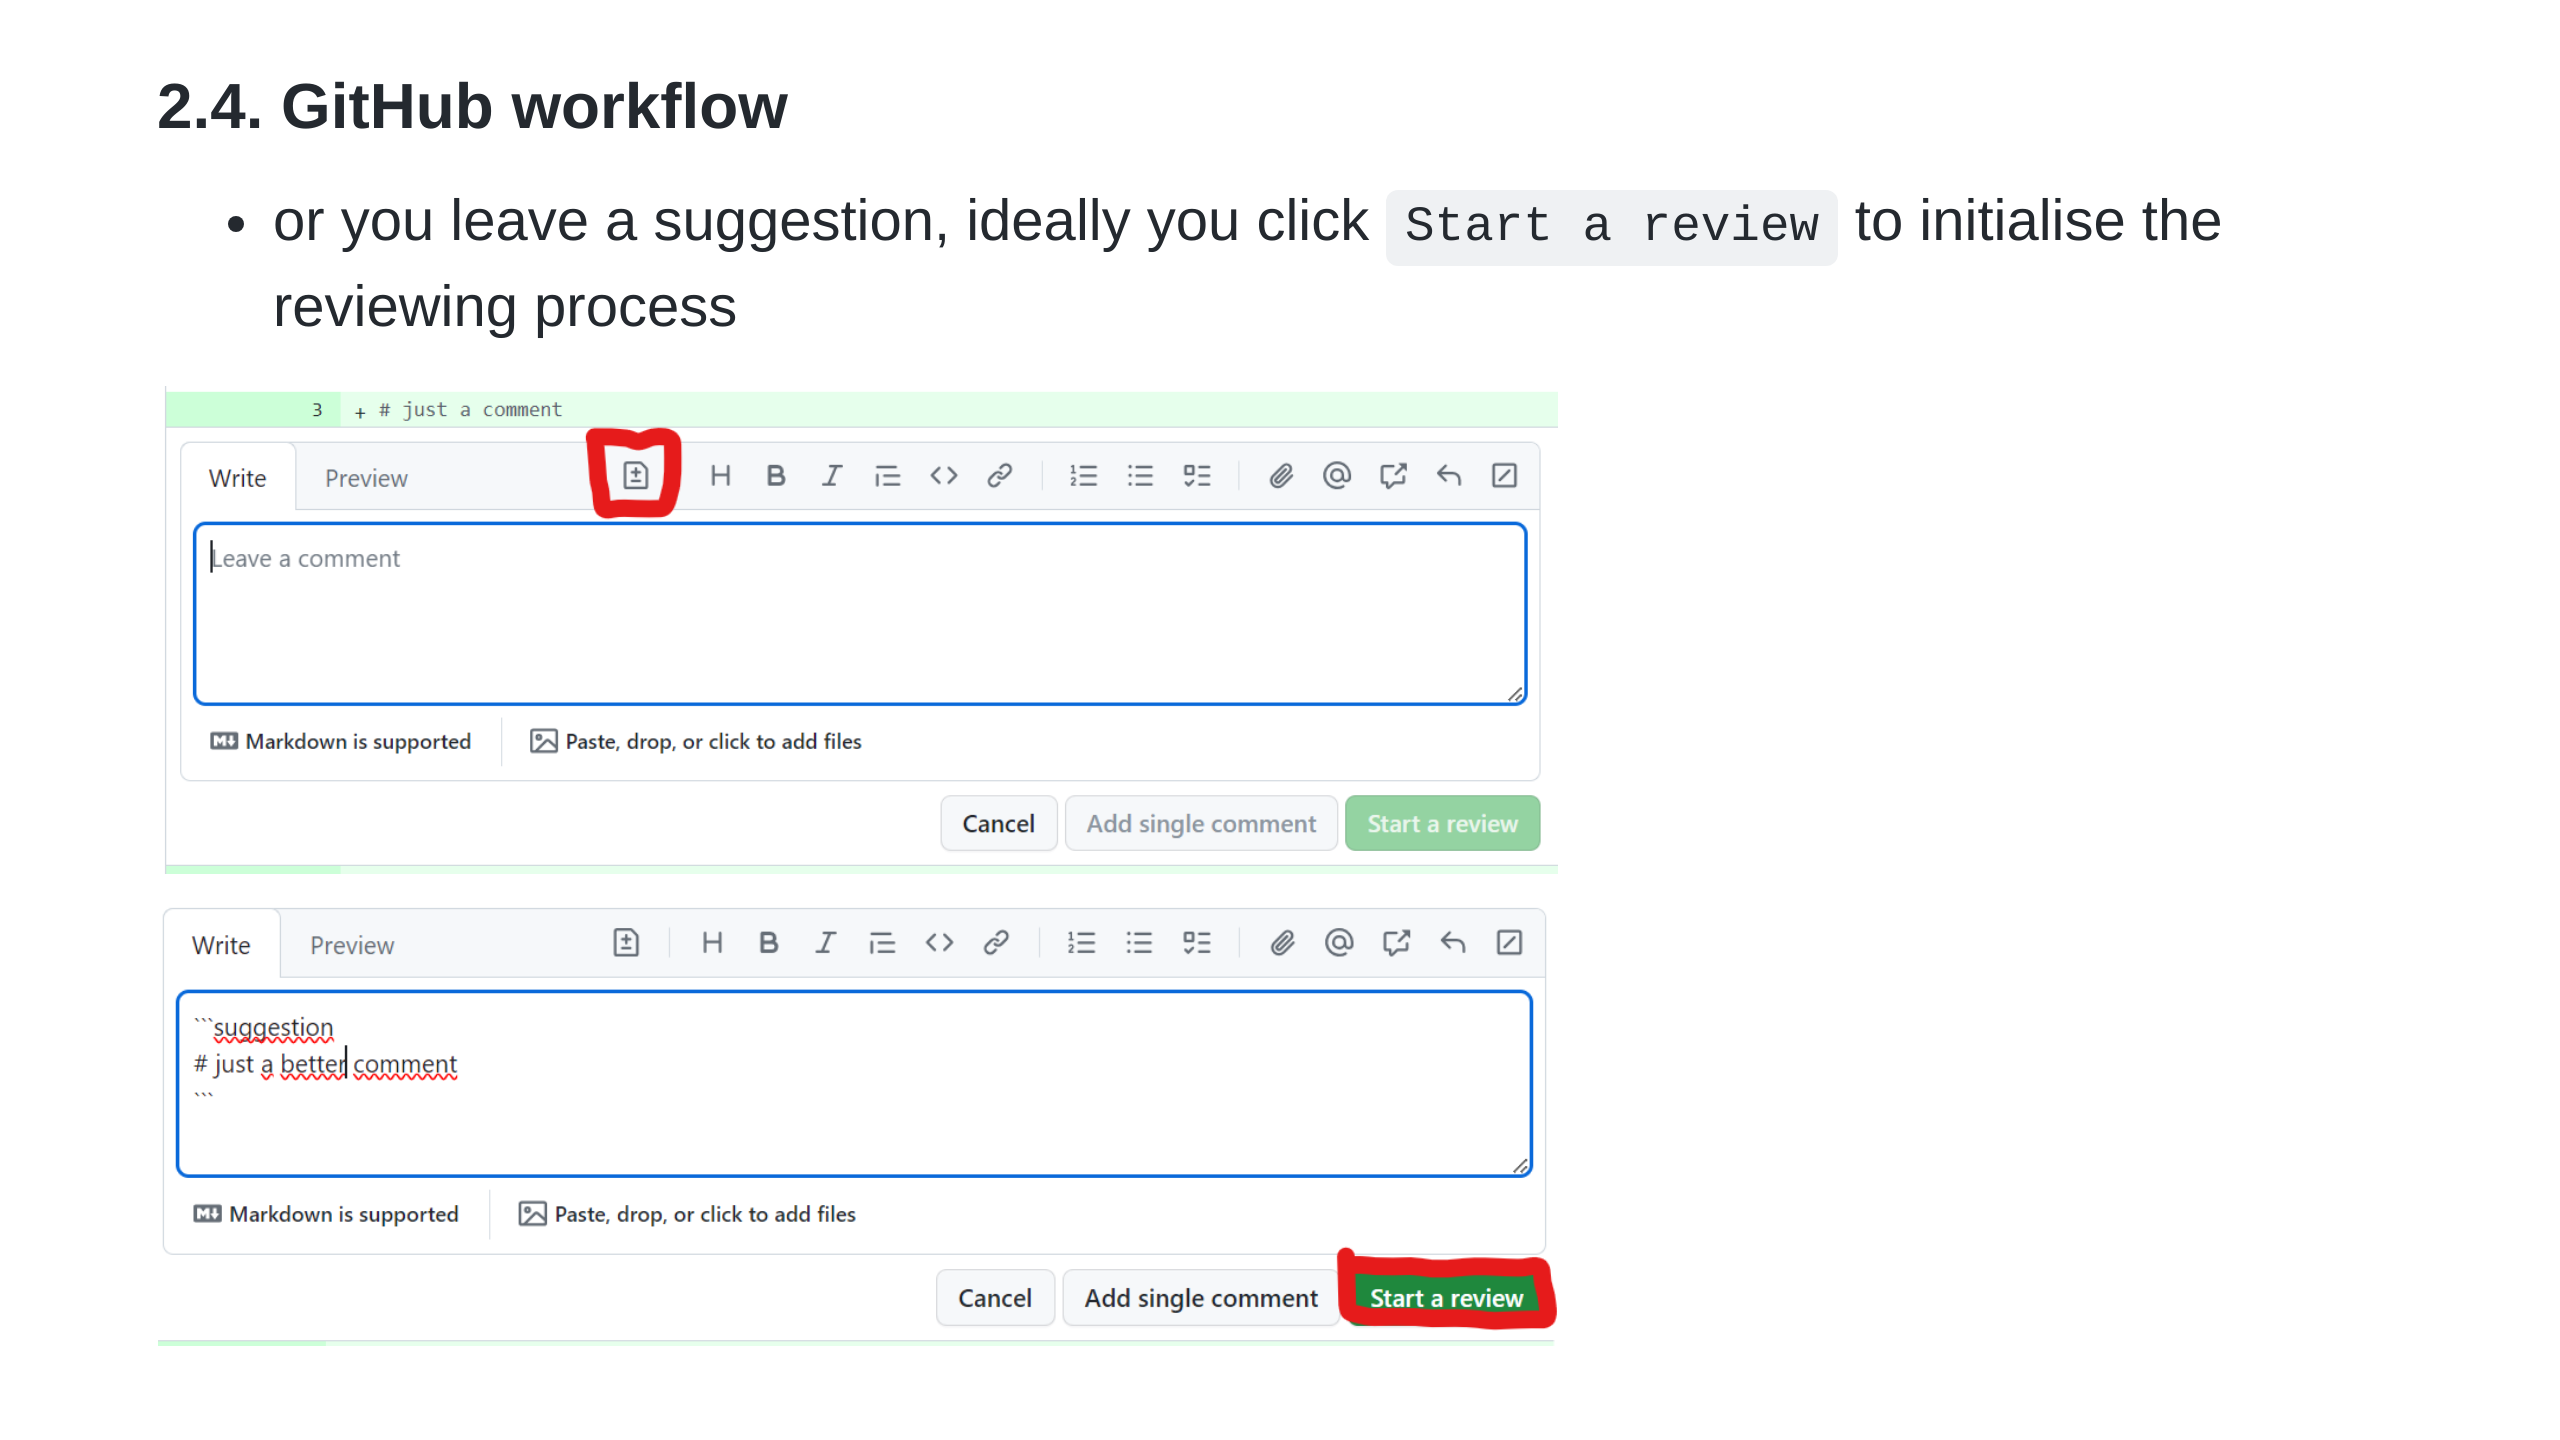 2.4. GitHub workflow
• or you leave a suggestion, ideally you click Start a review to initialise the
reviewing process
3 + # just a comment
Write Preview
Leave a comment
Markdown is supported Paste, drop, or click to add files
Cancel Add single comment Start a review
Write Preview
```suggestion
# just a better comment
```
Markdown is supported Paste, drop, or click to add files
Cancel Add single comment Start a review